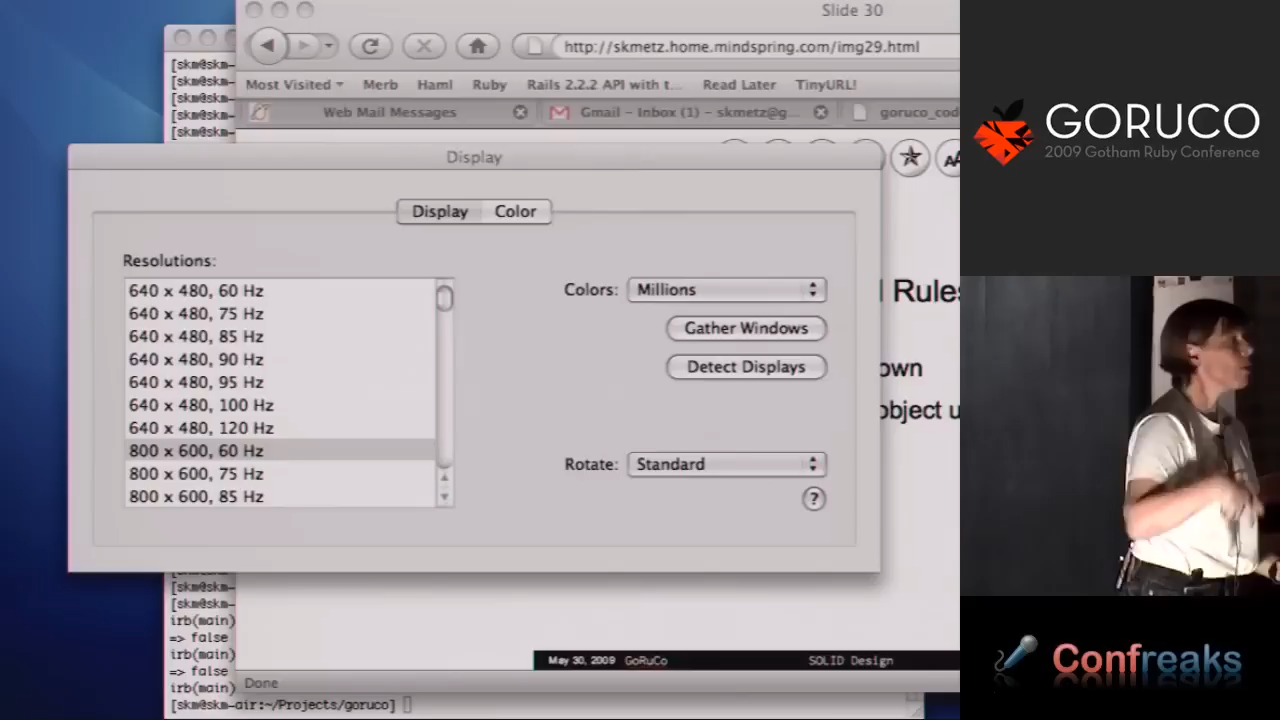 Slide 30
http://skmetz.home.mindspring.com/img29.html
Most Visited Merb Haml Ruby Rails 2.2.2 API with t... Read Later TinyURL!
Web Mail Messages Gmail – Inbox (1) – skmetz@g... goruco_cod
[skm@skm-
[skm@skm-
[skm@skm-
[skm@skm-
[skm@skm-
Display
Display Color
Resolutions:
640 x 480, 60 Hz
640 x 480, 75 Hz
640 x 480, 85 Hz
640 x 480, 90 Hz
640 x 480, 95 Hz
640 x 480, 100 Hz
640 x 480, 120 Hz
800 x 600, 60 Hz
800 x 600, 75 Hz
800 x 600, 85 Hz
Colors: Millions
Gather Windows
Detect Displays
Rotate: Standard
?
AA
Rules
own
object u
[skm@skm-
[skm@skm-
irb(main)
=> false
irb(main)
=> false
irb(main)
[skm@skm-air:~/Projects/goruco]
May 30, 2009 GoRuCo SOLID Design
Done
GORUCO
2009 Gotham Ruby Conference
Confreaks